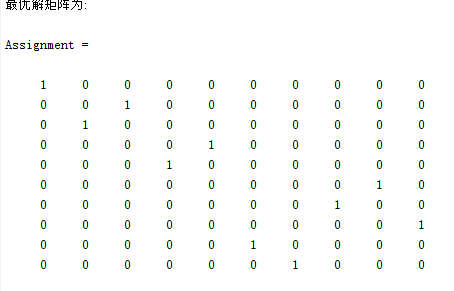 最优解矩阵为:
Assignment =
1 0 0 0 0 0 0 0 0 0
0 0 1 0 0 0 0 0 0 0
0 1 0 0 0 0 0 0 0 0
0 0 0 0 1 0 0 0 0 0
0 0 0 1 0 0 0 0 0 0
0 0 0 0 0 0 0 0 1 0
0 0 0 0 0 0 0 1 0 0
0 0 0 0 0 0 0 0 0 1
0 0 0 0 0 1 0 0 0 0
0 0 0 0 0 0 1 0 0 0